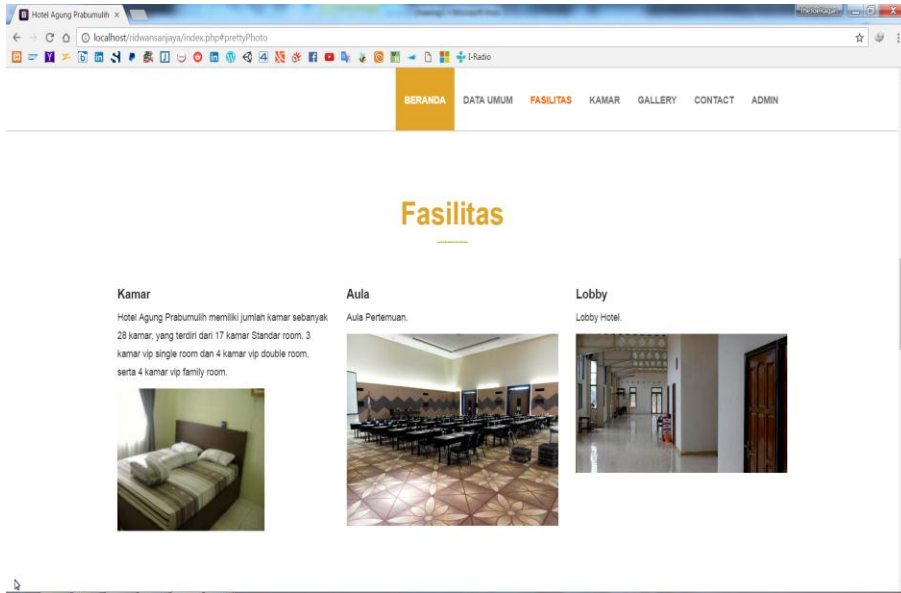 Hotel Agung Prabumulih
localhost/ridwansanjaya/index.php#prettyPhoto
I-Radio
BERANDA DATA UMUM FASILITAS KAMAR GALLERY CONTACT ADMIN
Fasilitas
Kamar
Hotel Agung Prabumulih memiliki jumlah kamar sebanyak
28 kamar, yang terdiri dari 17 kamar Standar room, 3
kamar vip single room dan 4 kamar vip double room,
serta 4 kamar vip family room.
Aula
Aula Pertemuan.
Lobby
Lobby Hotel.